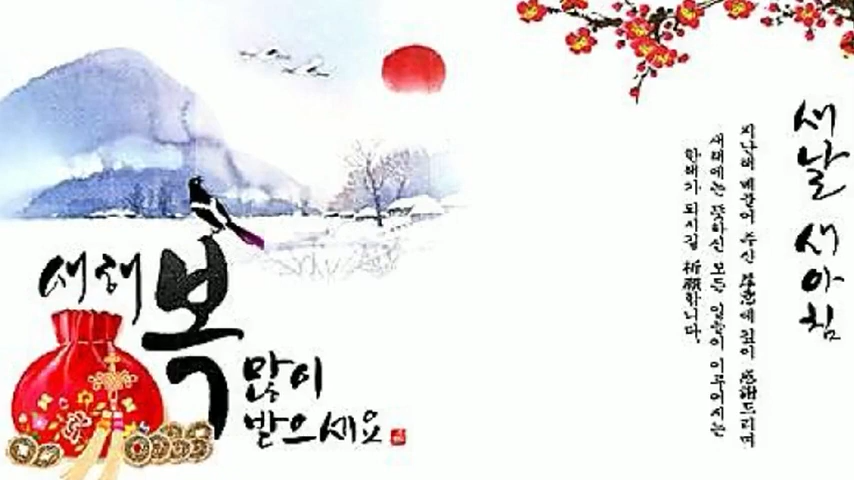 새해
복
많이
받으세요
새날 새아침
지난해 베풀어 주신 厚意에 깊이 感謝드리며
새해에는 뜻하신 모든 일들이 이루어지는
한해가 되시길 祈願합니다.